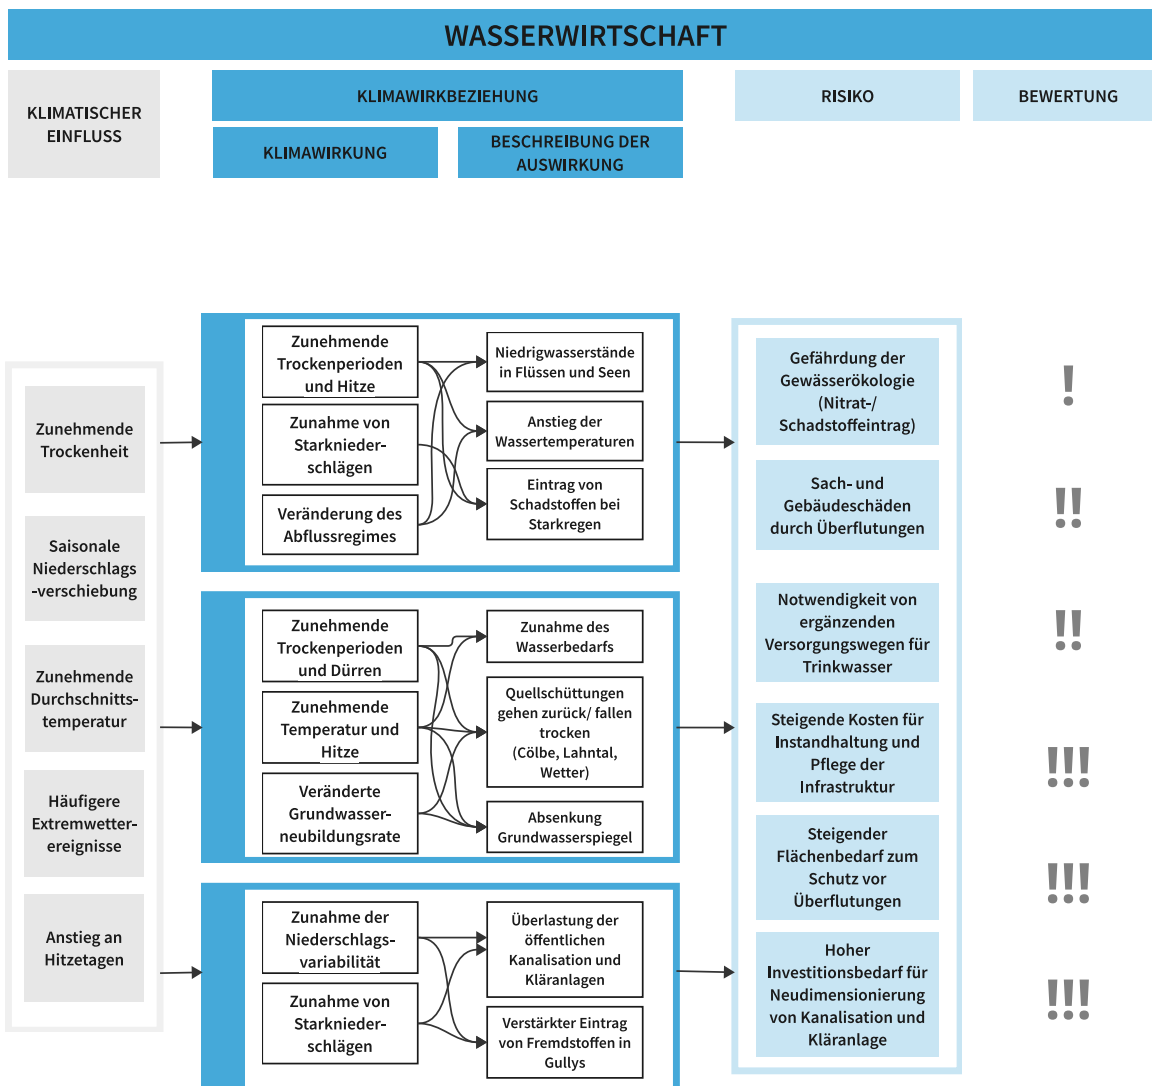 WASSERWIRTSCHAFT
KLIMATISCHER
EINFLUSS
KLIMAWIRKBEZIEHUNG
KLIMAWIRKUNG
BESCHREIBUNG DER
AUSWIRKUNG
RISIKO
BEWERTUNG
Zunehmende
Trockenheit
Saisonale
Niederschlags
-verschiebung
Zunehmende
Durchschnitts-
temperatur
Häufigere
Extremwetter-
ereignisse
Anstieg an
Hitzetagen
Zunehmende
Trockenperioden
und Hitze
Zunahme von
Starknieder-
schlägen
Veränderung des
Abflussregimes
Niedrigwasserstände
in Flüssen und Seen
Anstieg der
Wassertemperaturen
Eintrag von
Schadstoffen bei
Starkregen
Zunehmende
Trockenperioden
und Dürren
Zunehmende
Temperatur und
Hitze
Veränderte
Grundwasser-
neubildungsrate
Zunahme des
Wasserbedarfs
Quellschüttungen
gehen zurück/ fallen
trocken
(Cölbe, Lahntal,
Wetter)
Absenkung
Grundwasserspiegel
Zunahme der
Niederschlags-
variabilität
Zunahme von
Starknieder-
schlägen
Überlastung der
öffentlichen
Kanalisation und
Kläranlagen
Verstärkter Eintrag
von Fremdstoffen in
Gullys
Gefährdung der
Gewässerökologie
(Nitrat-/
Schadstoffeintrag)
!
Sach- und
Gebäudeschäden
durch Überflutungen
!!
Notwendigkeit von
ergänzenden
Versorgungswegen für
Trinkwasser
!!
Steigende Kosten für
Instandhaltung und
Pflege der
Infrastruktur
!!!
Steigender
Flächenbedarf zum
Schutz vor
Überflutungen
!!!
Hoher
Investitionsbedarf für
Neudimensionierung
von Kanalisation und
Kläranlage
!!!